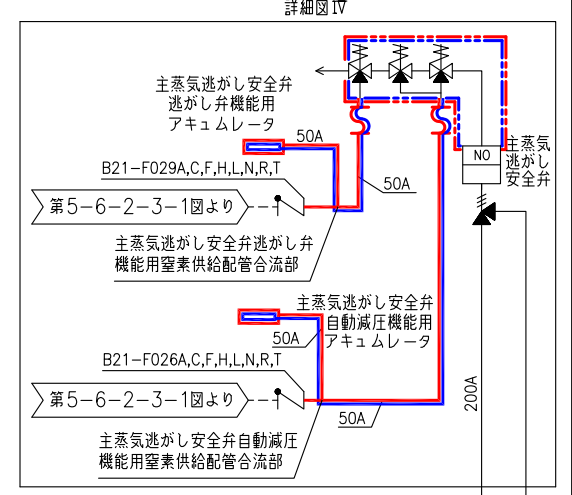 詳細図Ⅳ
主蒸気逃がし安全弁
逃がし弁機能用
アキュムレータ
50A
B21-F029A,C,F,H,L,N,R,T
第5-6-2-3-1図より
50A
主蒸気逃がし安全弁逃がし弁
機能用窒素供給配管合流部
NO
主蒸気
逃がし
安全弁
主蒸気逃がし安全弁
自動減圧機能用
アキュムレータ
50A
B21-F026A,C,F,H,L,N,R,T
第5-6-2-3-1図より
50A
主蒸気逃がし安全弁自動減圧
機能用窒素供給配管合流部
200A